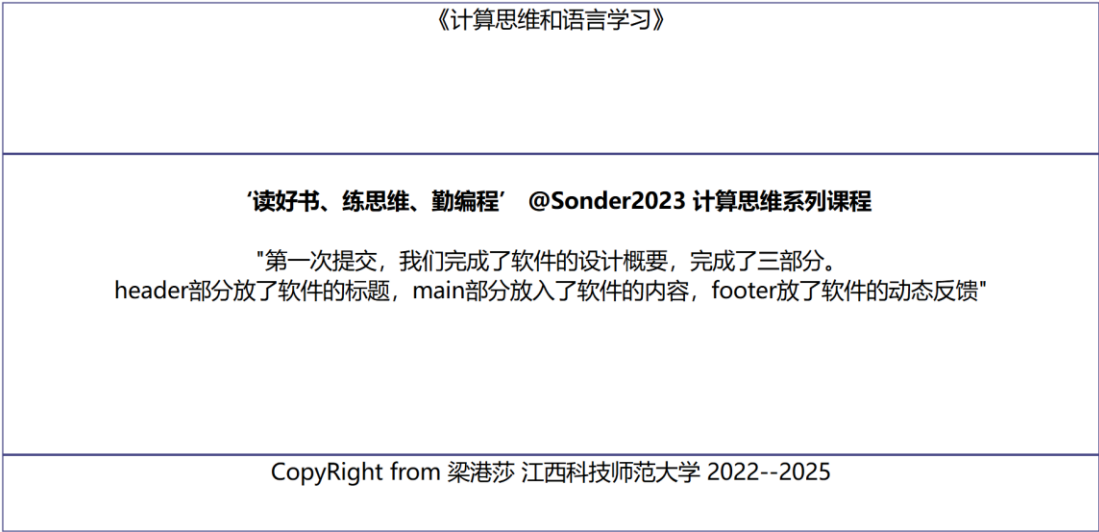 《计算思维和语言学习》
‘读好书、练思维、勤编程’ @Sonder2023 计算思维系列课程
"第一次提交，我们完成了软件的设计概要，完成了三部分。
header部分放了软件的标题，main部分放入了软件的内容，footer放了软件的动态反馈"
CopyRight from 梁港莎 江西科技师范大学 2022--2025